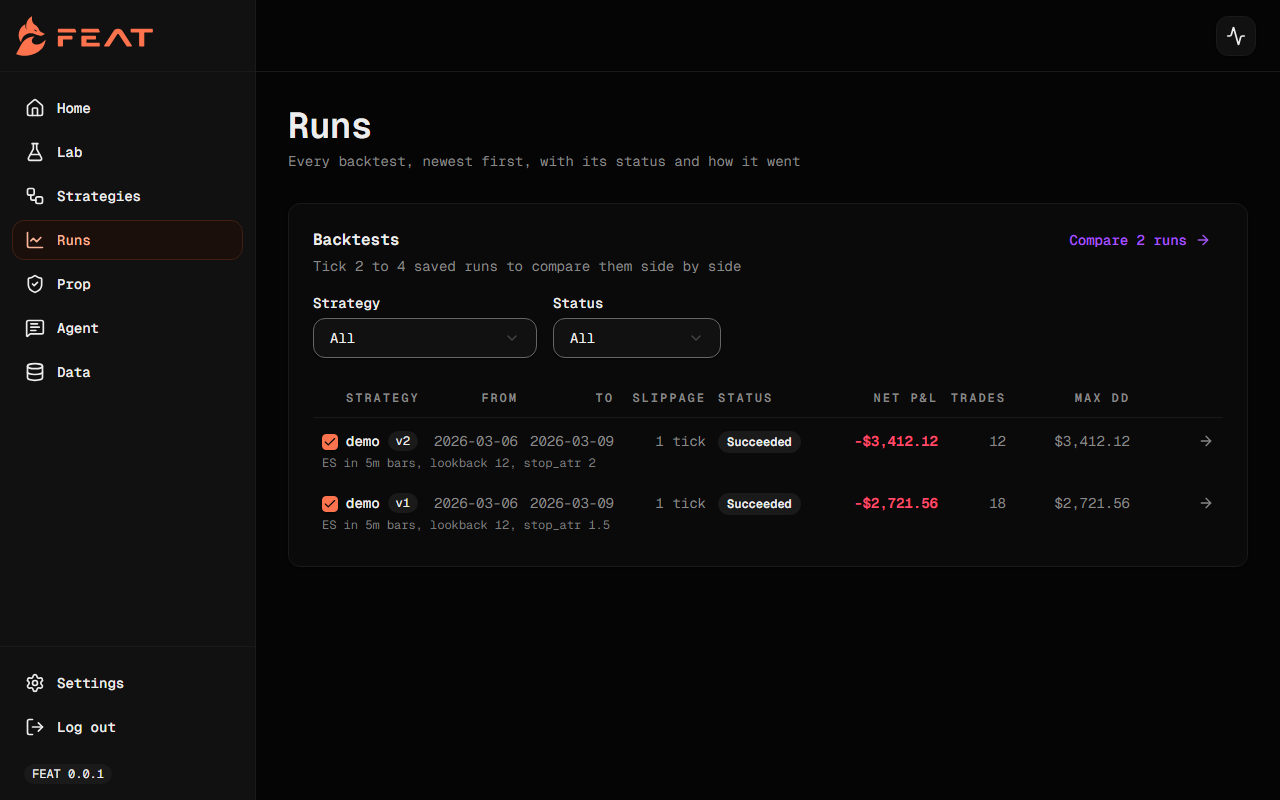 FEAT
Home
Lab
Strategies
Runs
Prop
Agent
Data
Settings
Log out
FEAT 0.0.1
Runs
Every backtest, newest first, with its status and how it went
Backtests
Compare 2 runs →
Tick 2 to 4 saved runs to compare them side by side
Strategy Status
All All
STRATEGY FROM TO SLIPPAGE STATUS NET P&L TRADES MAX DD
demo v2 2026-03-06 2026-03-09 1 tick Succeeded -$3,412.12 12 $3,412.12 →
ES in 5m bars, lookback 12, stop_atr 2
demo v1 2026-03-06 2026-03-09 1 tick Succeeded -$2,721.56 18 $2,721.56 →
ES in 5m bars, lookback 12, stop_atr 1.5